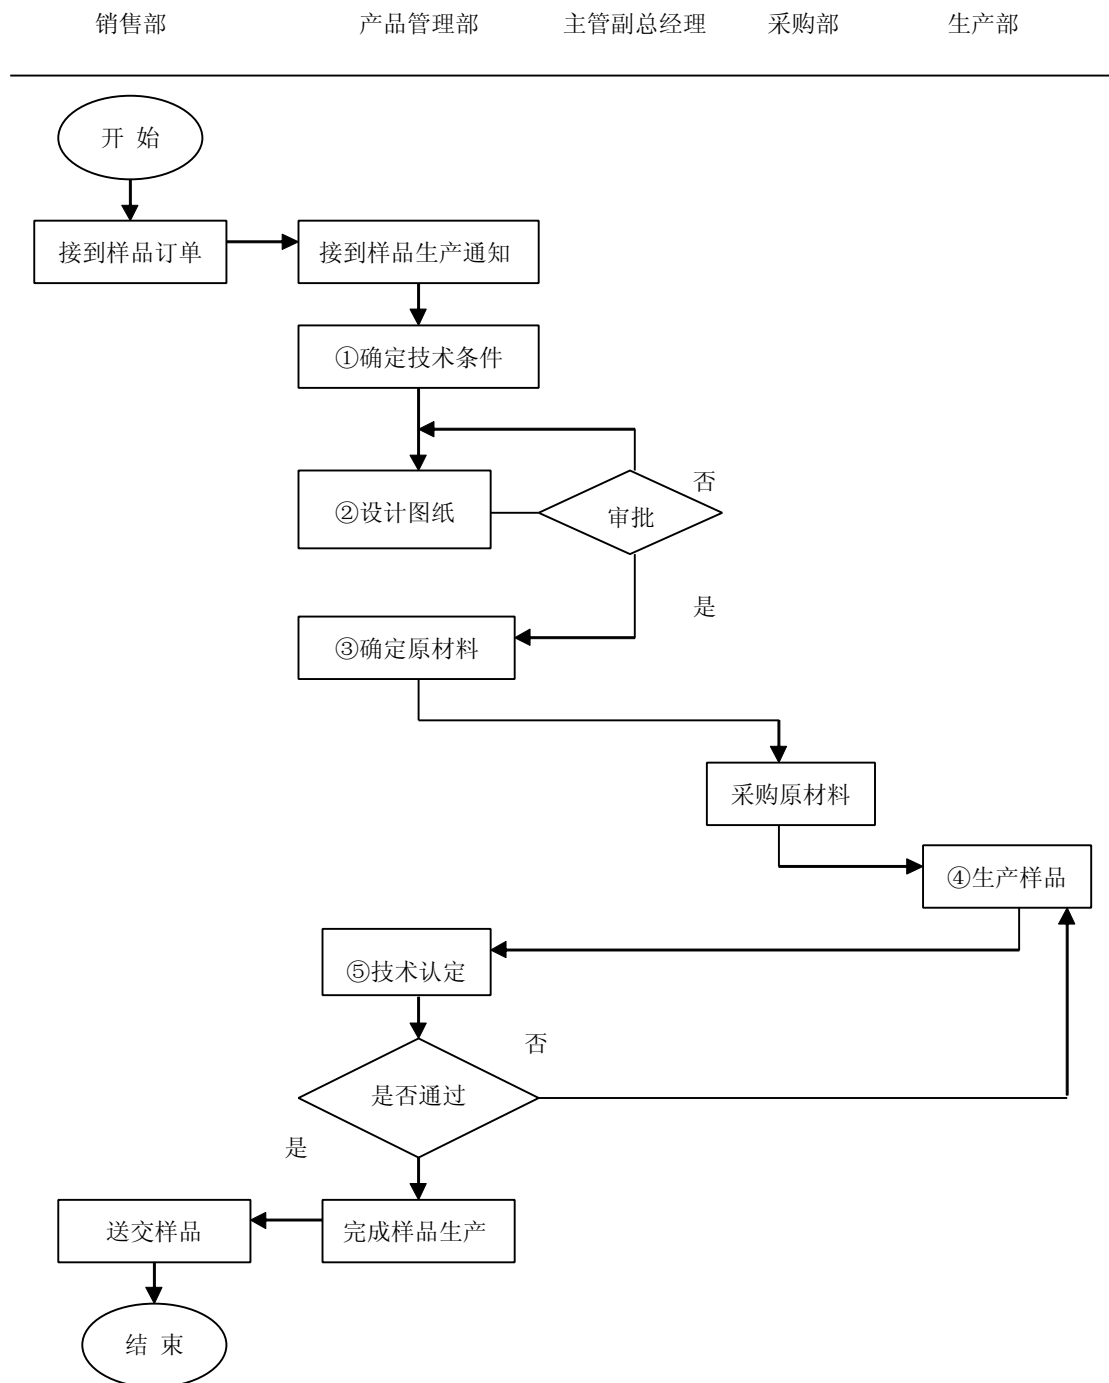 销售部 产品管理部 主管副总经理 采购部 生产部
开 始
接到样品订单 接到样品生产通知
①确定技术条件
否
②设计图纸 审批
是
③确定原材料
采购原材料
④生产样品
⑤技术认定
否
是否通过
是
送交样品 完成样品生产
结 束